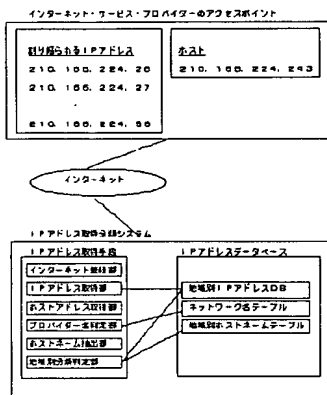 インターネット・サービス・プロバイダーのアクセスポイント
割り振られるIPアドレス
210. 166. 224. 26
210. 166. 224. 27
210. 166. 224. 56
ホスト
210. 166. 224. 243
インターネット
IPアドレス取得分類システム
IPアドレス取得手段
インターネット接続部
IPアドレス取得部
ホストアドレス取得部
プロバイダー名判定部
ホストネーム抽出部
地域別分類判定部
IPアドレスデータベース
地域別IPアドレスDB
ネットワーク名テーブル
地域別ホストネームテーブル